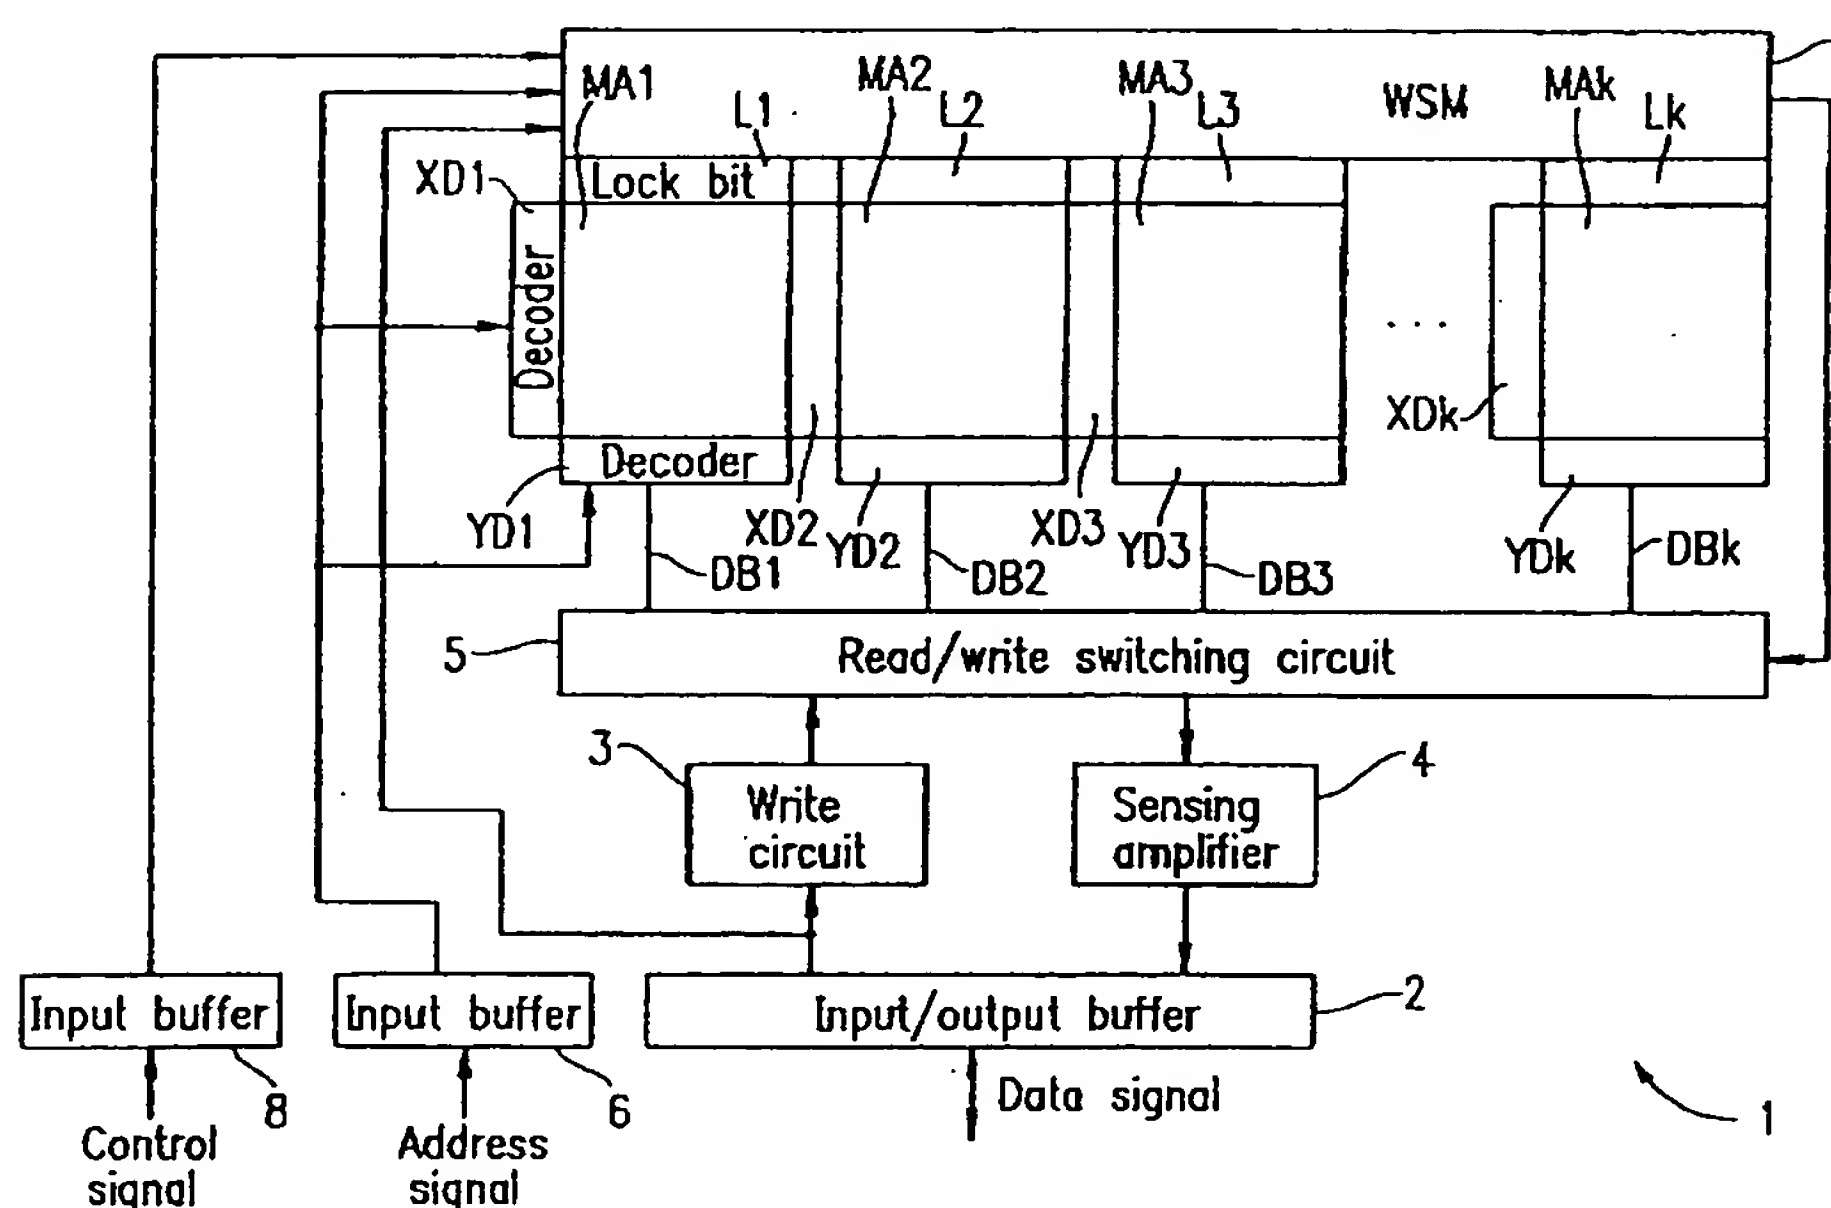 MA1
MA2
MA3
MAk
L1
L2
L3
WSM
Lk
XD1
Lock bit
Decoder
. . .
XDk
Decoder
YD1
XD2
YD2
XD3
YD3
YDk
DB1
DB2
DB3
DBk
5
Read/write switching circuit
3
4
Write
circuit
Sensing
amplifier
Input buffer
Input buffer
Input/output buffer
2
8
6
Data signal
1
Control
signal
Address
signal